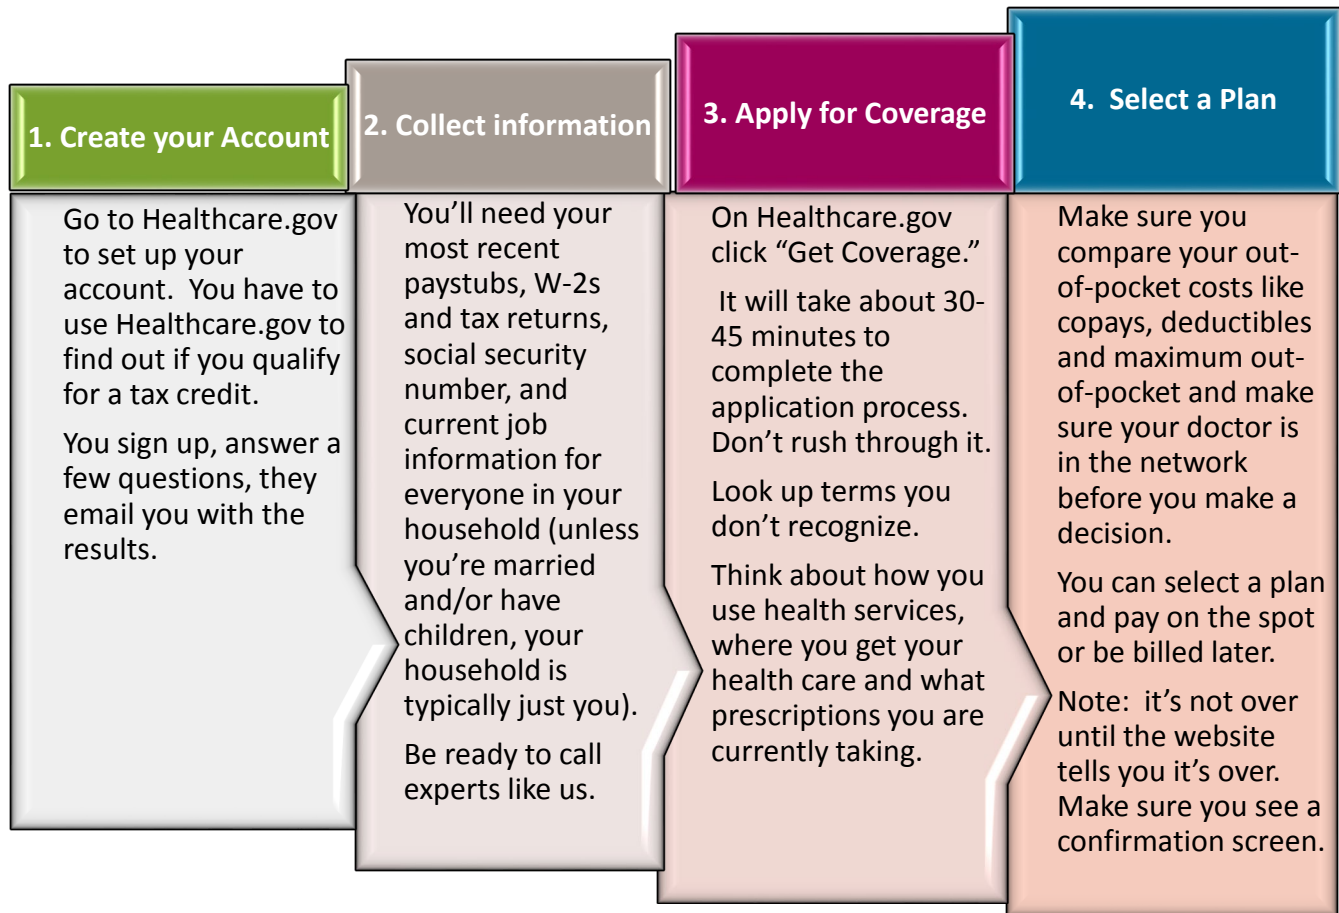 1. Create your Account
Go to Healthcare.gov
to set up your
account.  You have to
use Healthcare.gov to
find out if you qualify
for a tax credit.
You sign up, answer a
few questions, they
email you with the
results.
2. Collect information
You’ll need your
most recent
paystubs, W-2s
and tax returns,
social security
number, and
current job
information for
everyone in your
household (unless
you’re married
and/or have
children, your
household is
typically just you).
Be ready to call
experts like us.
3. Apply for Coverage
On Healthcare.gov
click “Get Coverage.”
It will take about 30-
45 minutes to
complete the
application process.
Don’t rush through it.
Look up terms you
don’t recognize.
Think about how you
use health services,
where you get your
health care and what
prescriptions you are
currently taking.
4.  Select a Plan
Make sure you
compare your out-
of-pocket costs like
copays, deductibles
and maximum out-
of-pocket and make
sure your doctor is
in the network
before you make a
decision.
You can select a plan
and pay on the spot
or be billed later.
Note:  it’s not over
until the website
tells you it’s over.
Make sure you see a
confirmation screen.